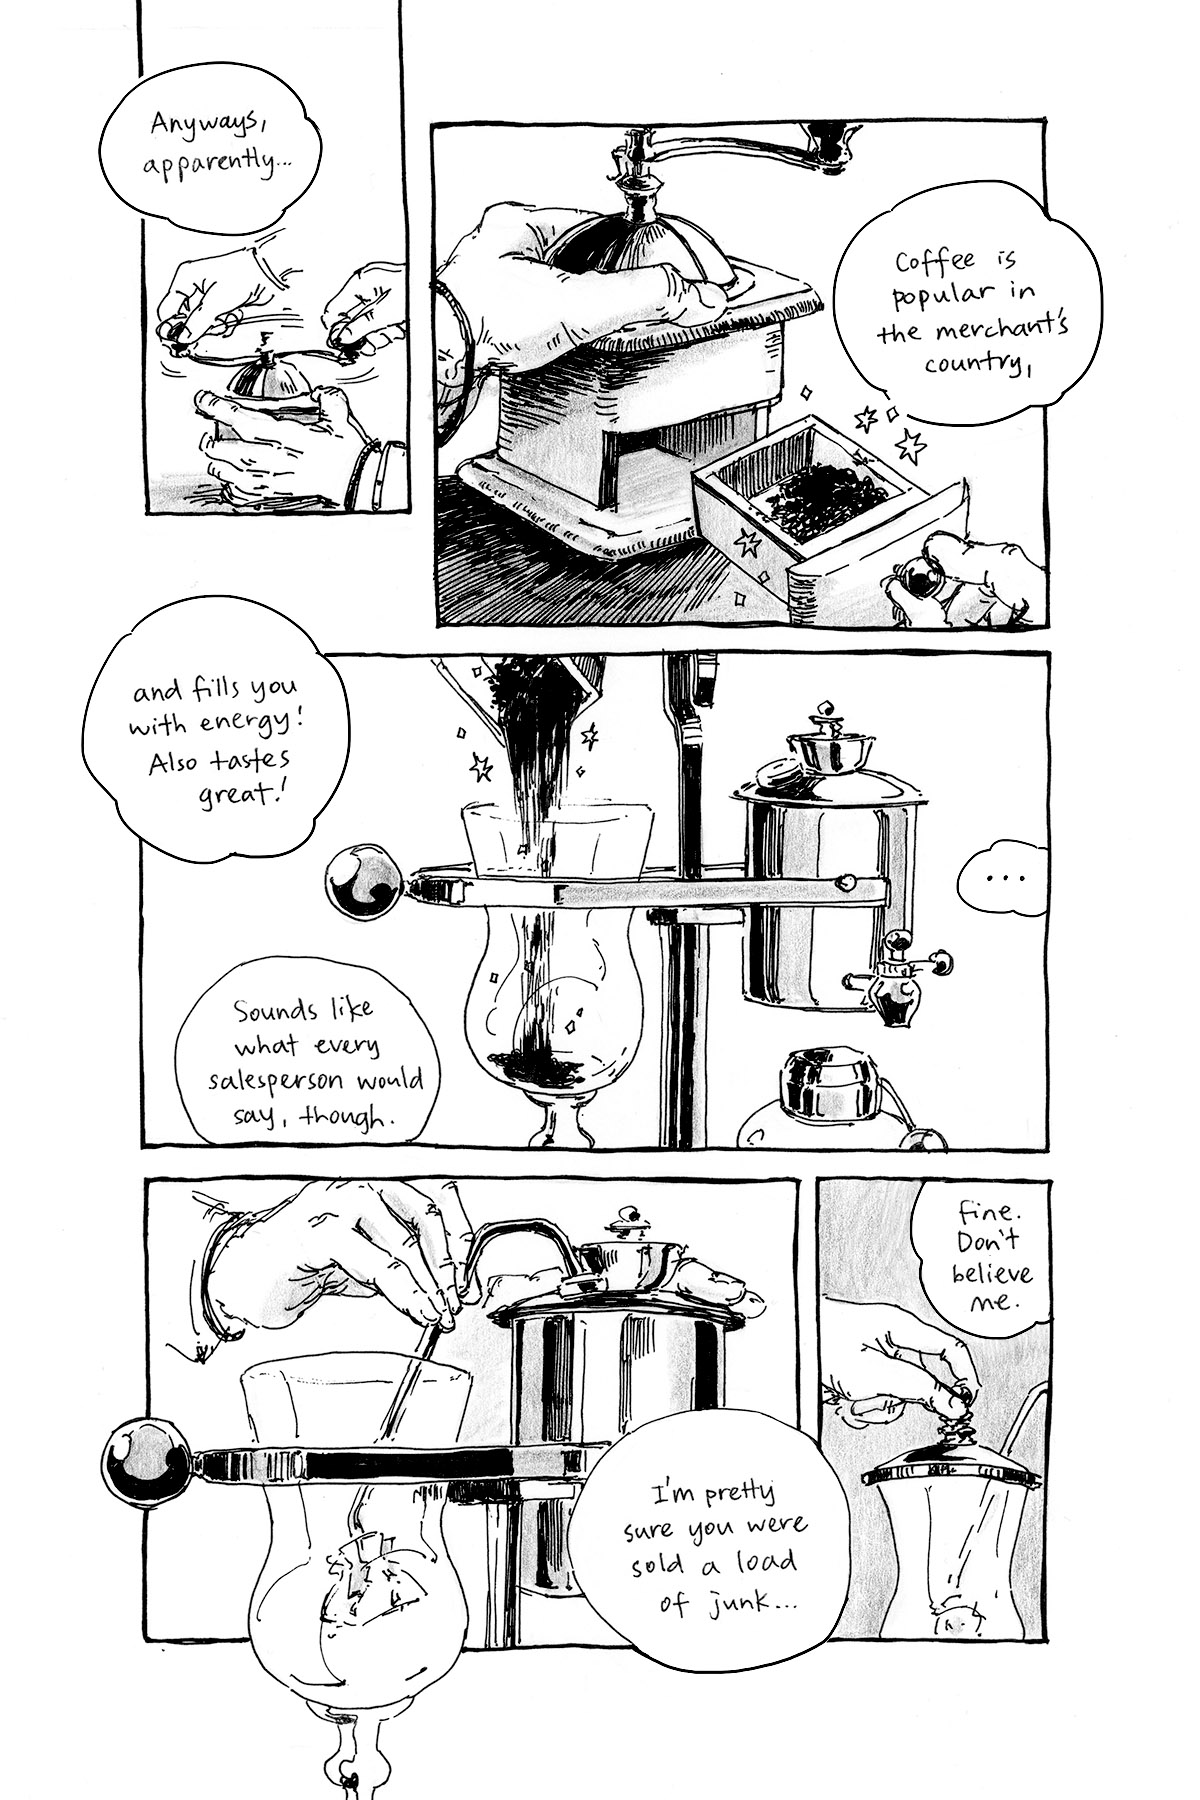 Anyways,
apparently...
Coffee is
popular in
the merchant's
country,
and fills you
with energy!
Also tastes
great!
...
Sounds like
what every
salesperson would
say, though.
Fine.
Don't
believe
me.
I'm pretty
sure you were
sold a load
of junk...